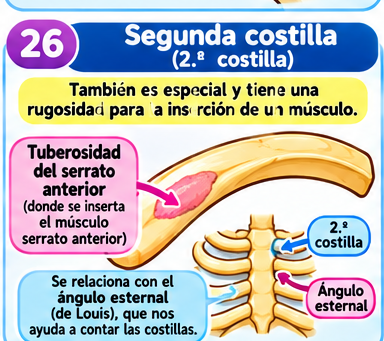 26
Segunda costilla
(2.ª costilla)
También es especial y tiene una
rugosidad para la inserción de un músculo.
Tuberosidad
del serrato
anterior
(donde se inserta
el músculo
serrato anterior)
2.ª
costilla
Se relaciona con el
ángulo esternal
(de Louis), que nos
ayuda a contar las costillas.
Ángulo
esternal